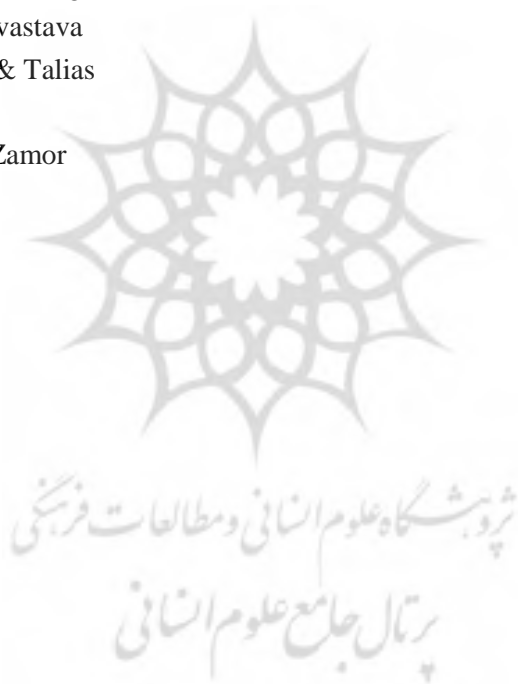 vastava
& Talias
Zamor
پژوهشگاه علوم انسانی و مطالعات فرهنگی
پرتال جامع علوم انسانی